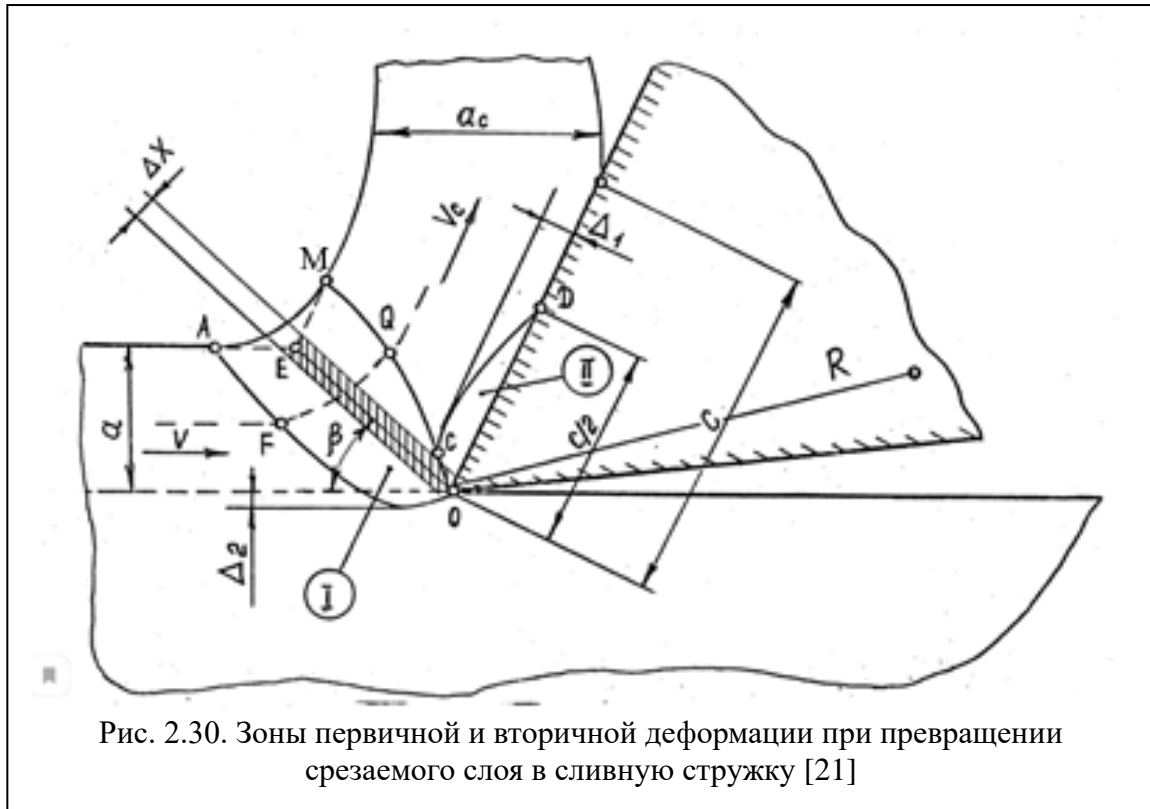 ΔX
a_c
V_c
Δ_1
M
A
Q
D
E
II
R
a
F
C
c/2
C
V
β
O
Δ_2
I
Рис. 2.30. Зоны первичной и вторичной деформации при превращении
срезаемого слоя в сливную стружку [21]